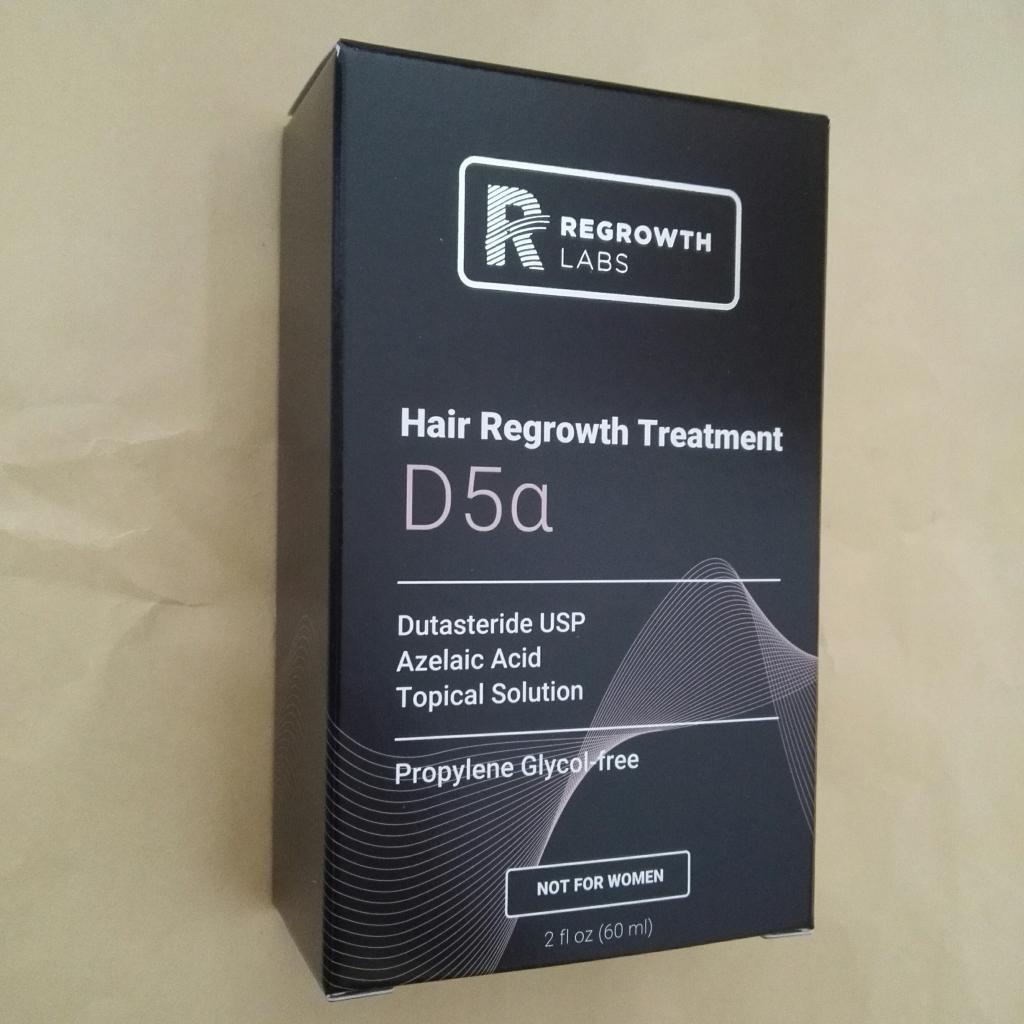 REGROWTH
LABS
Hair Regrowth Treatment
D5α
Dutasteride USP
Azelaic Acid
Topical Solution
Propylene Glycol-free
NOT FOR WOMEN
2 fl oz (60 ml)